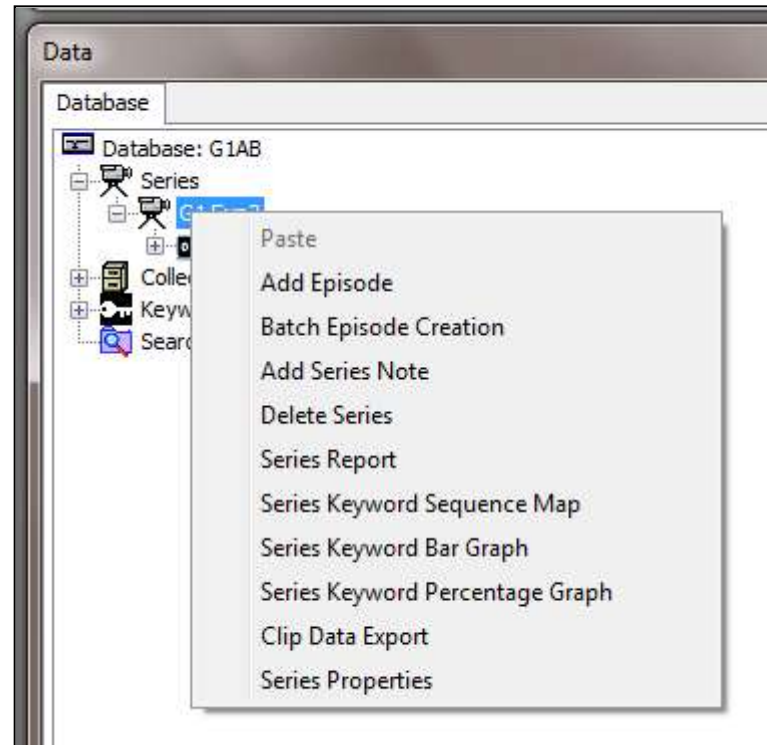 Data
Database
Database: G1AB
Series
Paste
Add Episode
Batch Episode Creation
Add Series Note
Delete Series
Series Report
Series Keyword Sequence Map
Series Keyword Bar Graph
Series Keyword Percentage Graph
Clip Data Export
Series Properties